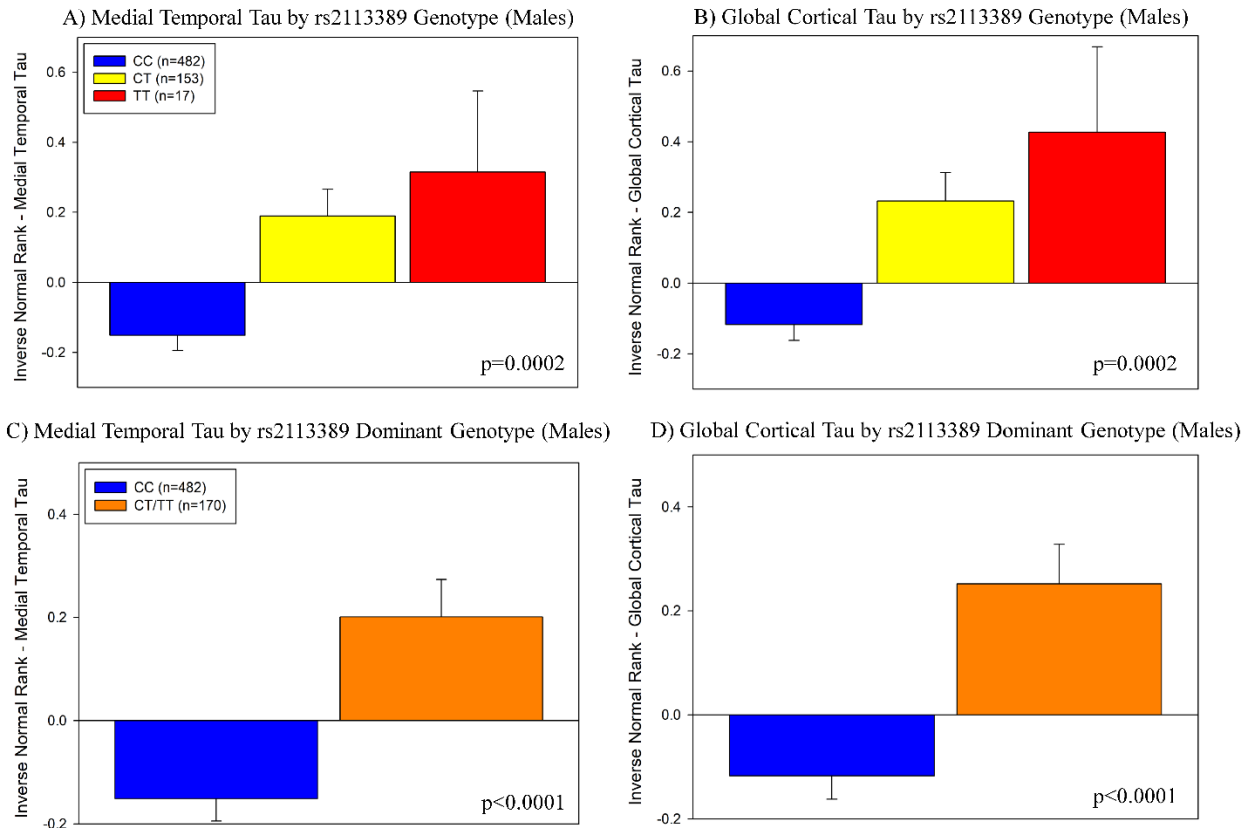 A) Medial Temporal Tau by rs2113389 Genotype (Males)
Inverse Normal Rank - Medial Temporal Tau
0.6
0.4
0.2
0.0
-0.2
CC (n=482)
CT (n=153)
TT (n=17)
p=0.0002
B) Global Cortical Tau by rs2113389 Genotype (Males)
Inverse Normal Rank - Global Cortical Tau
0.6
0.4
0.2
0.0
-0.2
p=0.0002
C) Medial Temporal Tau by rs2113389 Dominant Genotype (Males)
Inverse Normal Rank - Medial Temporal Tau
0.4
0.2
0.0
-0.2
CC (n=482)
CT/TT (n=170)
p<0.0001
D) Global Cortical Tau by rs2113389 Dominant Genotype (Males)
Inverse Normal Rank - Global Cortical Tau
0.4
0.2
0.0
-0.2
p<0.0001